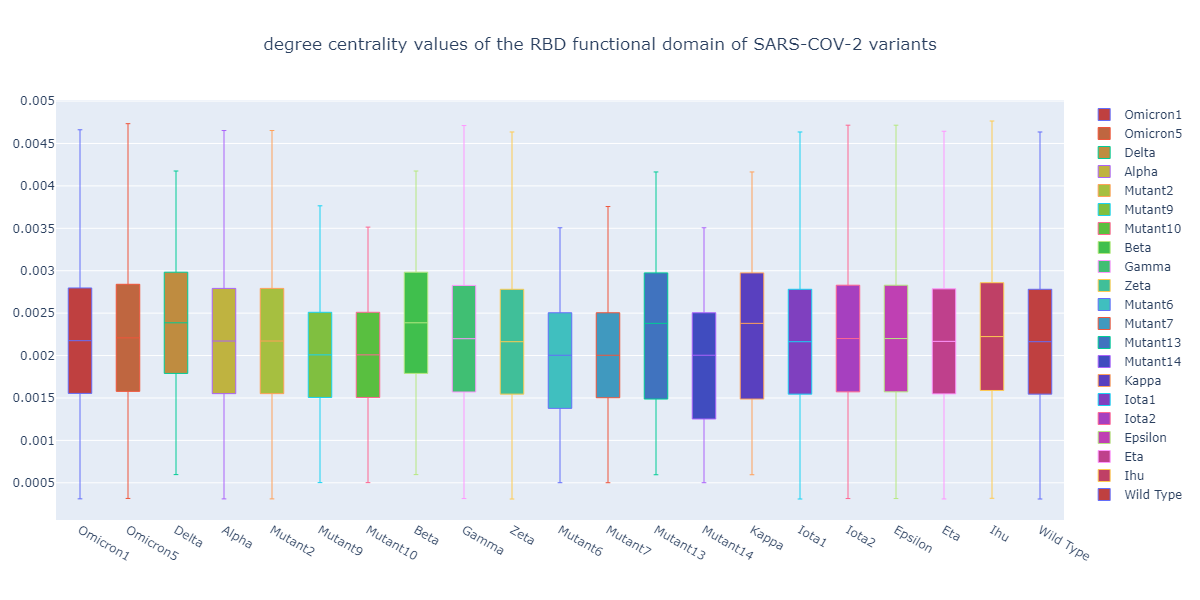 degree centrality values of the RBD functional domain of SARS-COV-2 variants
0.005
0.0045
0.004
0.0035
0.003
0.0025
0.002
0.0015
0.001
0.0005
Omicron1
Omicron5
Delta
Alpha
Mutant2
Mutant9
Mutant10
Beta
Gamma
Zeta
Mutant6
Mutant7
Mutant13
Mutant14
Kappa
Iota1
Iota2
Epsilon
Eta
Ihu
Wild Type
Omicron1
Omicron5
Delta
Alpha
Mutant2
Mutant9
Mutant10
Beta
Gamma
Zeta
Mutant6
Mutant7
Mutant13
Mutant14
Kappa
Iota1
Iota2
Epsilon
Eta
Ihu
Wild Type